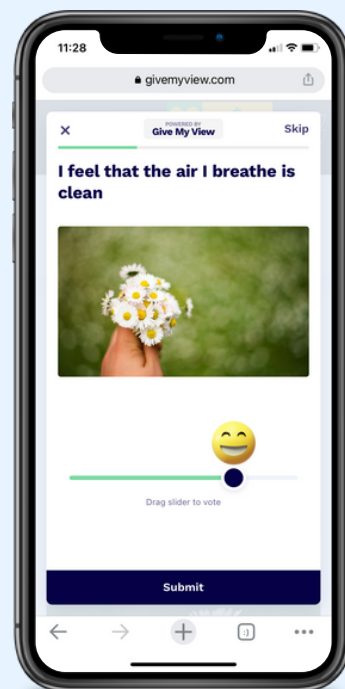 11:28
givemyview.com
POWERED BY
Give My View
Skip
I feel that the air I breathe is
clean
Drag slider to vote
Submit
:)